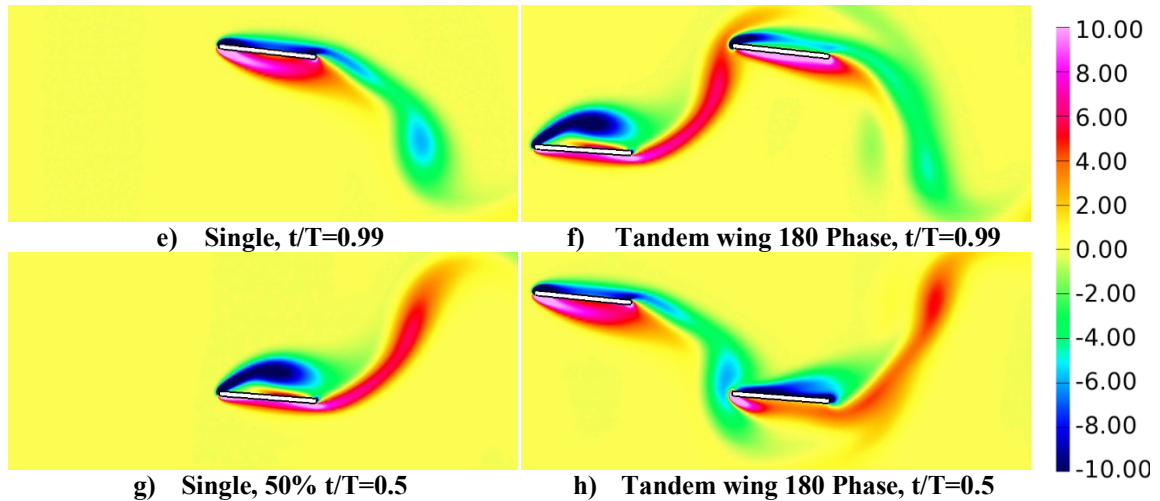 e) Single, t/T=0.99
f) Tandem wing 180 Phase, t/T=0.99
g) Single, 50% t/T=0.5
h) Tandem wing 180 Phase, t/T=0.5
10.00
8.00
6.00
4.00
2.00
0.00
-2.00
-4.00
-6.00
-8.00
-10.00